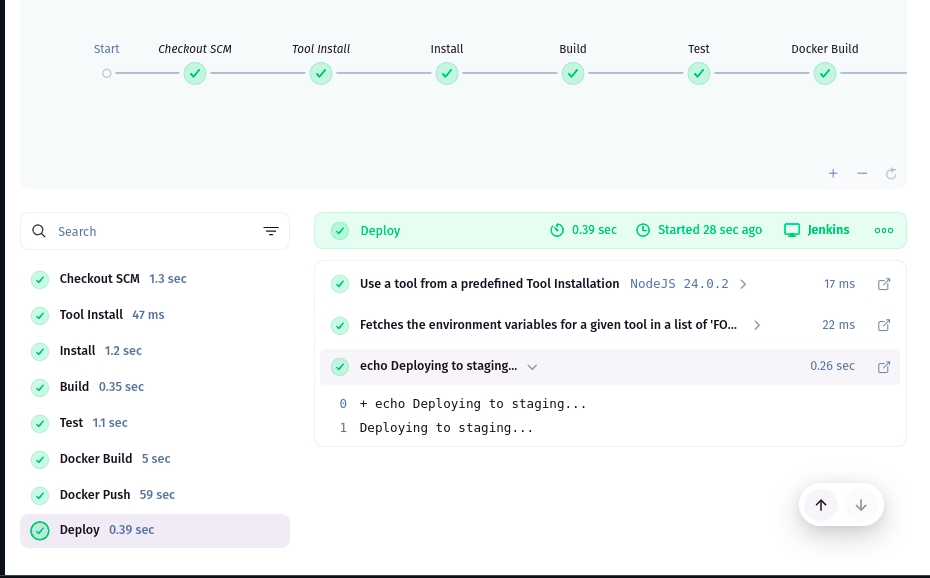 Start
Checkout SCM
Tool Install
Install
Build
Test
Docker Build
Search
Checkout SCM 1.3 sec
Tool Install 47 ms
Install 1.2 sec
Build 0.35 sec
Test 1.1 sec
Docker Build 5 sec
Docker Push 59 sec
Deploy 0.39 sec
Deploy 0.39 sec Started 28 sec ago Jenkins
Use a tool from a predefined Tool Installation NodeJS 24.0.2 17 ms
Fetches the environment variables for a given tool in a list of 'FO... 22 ms
echo Deploying to staging... 0.26 sec
0 + echo Deploying to staging...
1 Deploying to staging...